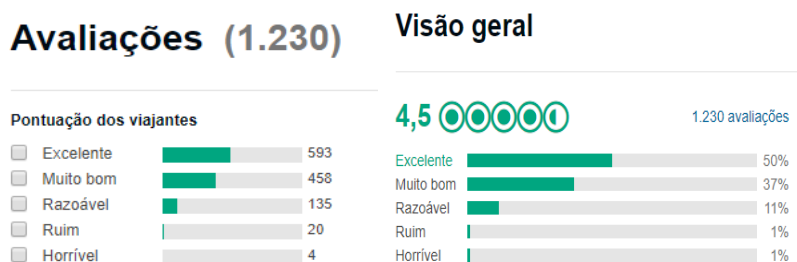 Avaliações (1.230)
Pontuação dos viajantes
Excelente 593
Muito bom 458
Razoável 135
Ruim 20
Horrível 4
Visão geral
4,5 1.230 avaliações
Excelente 50%
Muito bom 37%
Razoável 11%
Ruim 1%
Horrível 1%